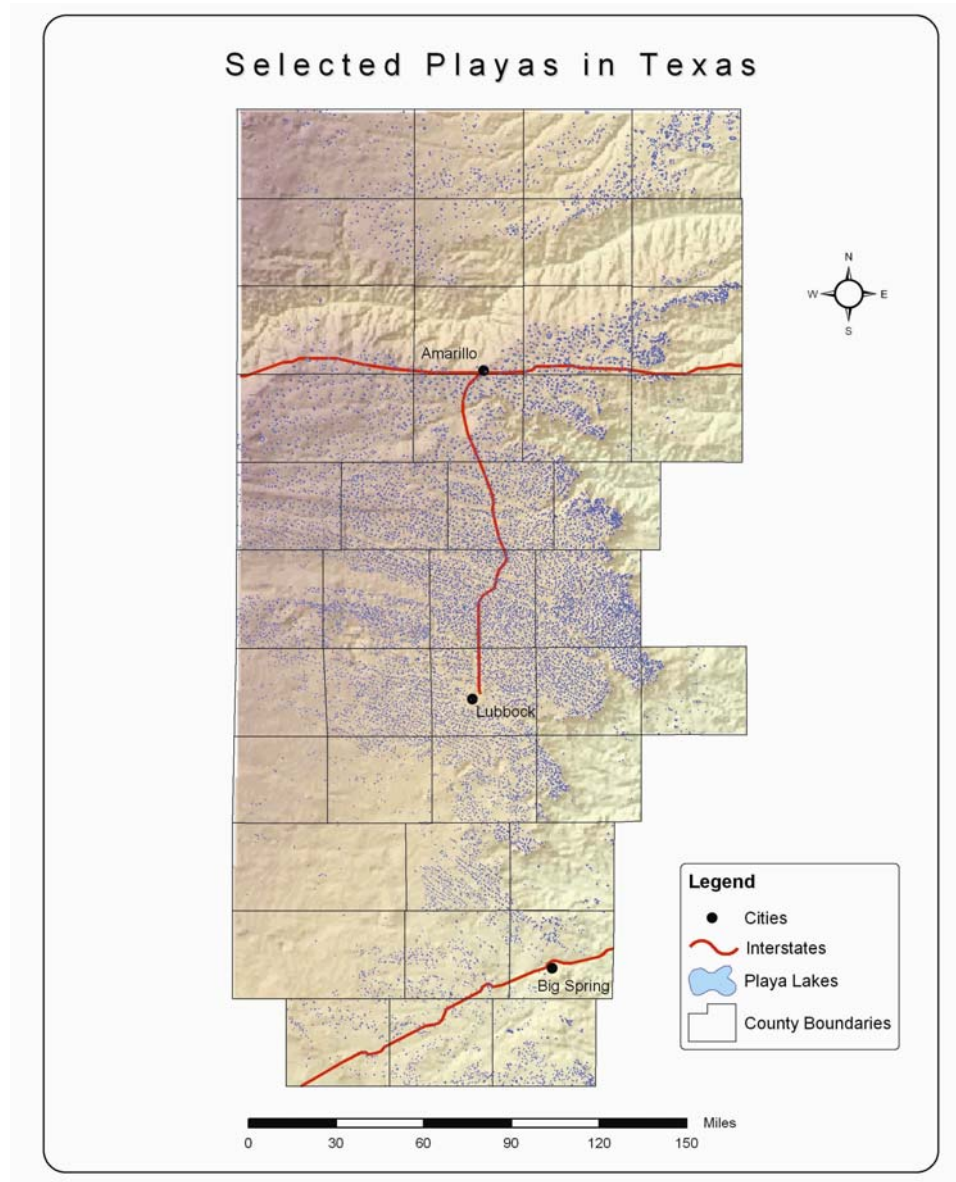 Selected Playas in Texas
N
W E
S
Amarillo
Lubbock
Big Spring
Legend
Cities
Interstates
Playa Lakes
County Boundaries
Miles
0 30 60 90 120 150